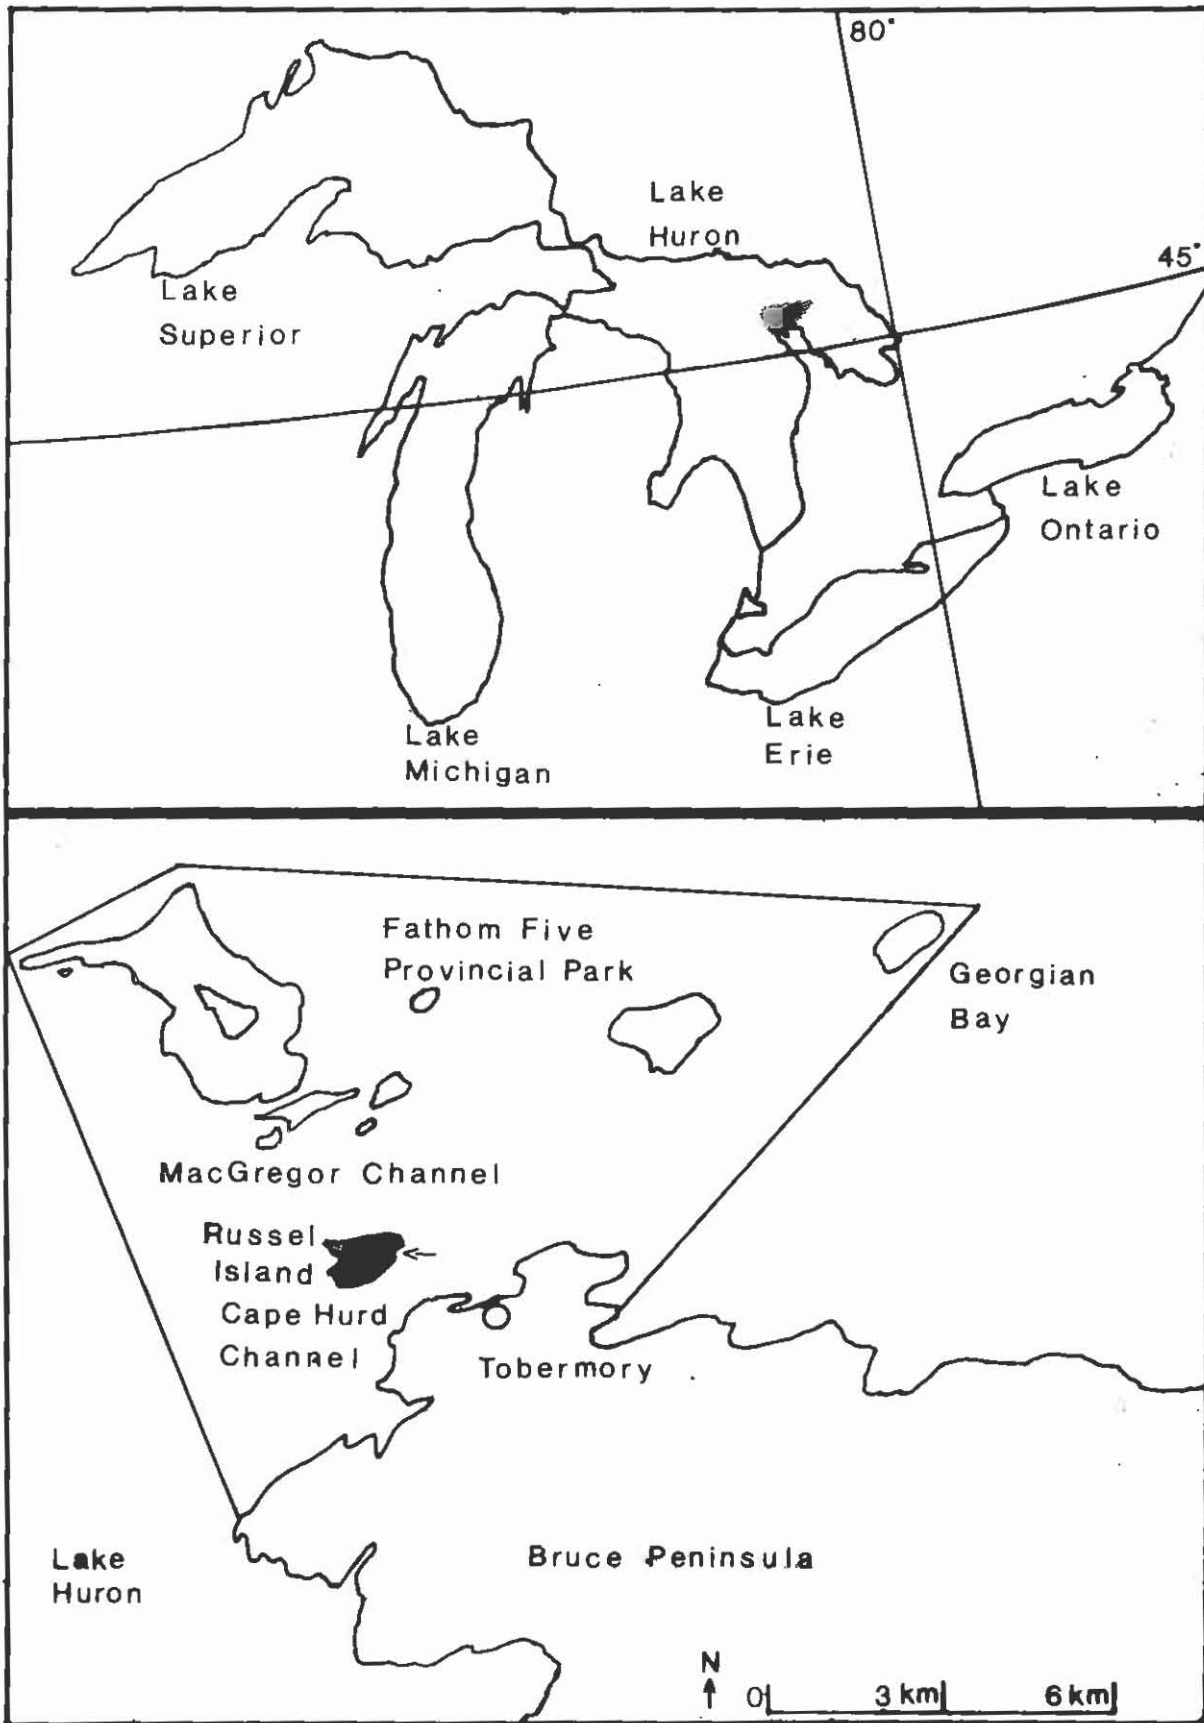 80°
Lake
Huron
45°
Lake
Superior
Lake
Ontario
Lake
Erie
Lake
Michigan
Fathom Five
Provincial Park
Georgian
Bay
MacGregor Channel
Russel
Island
Cape Hurd
Channel
Tobermory
Lake
Huron
Bruce Peninsula
N
0 3 km 6 km